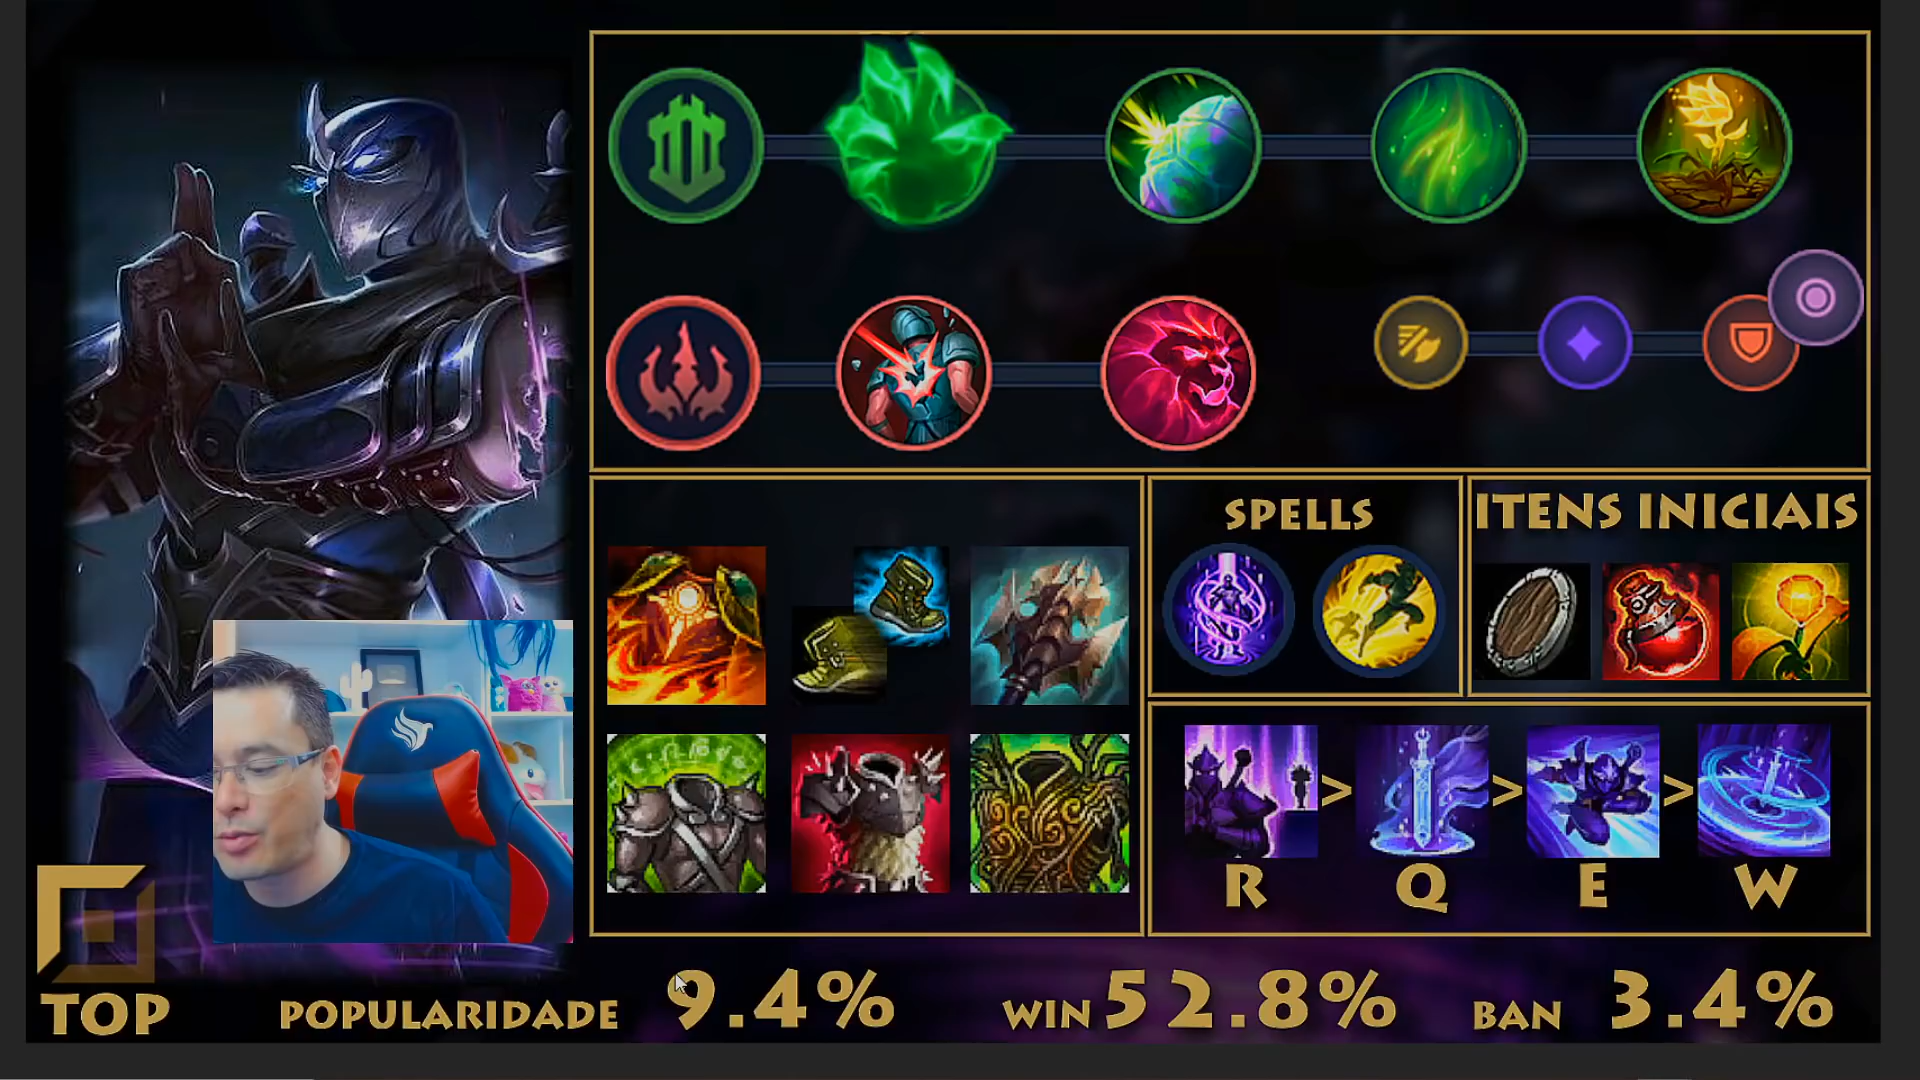 SPELLS
ITENS INICIAIS
R > Q > E > W
TOP
POPULARIDADE 9.4%
WIN 52.8%
BAN 3.4%